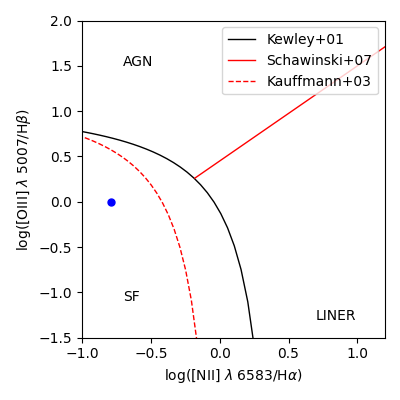 2.0
1.5
1.0
0.5
0.0
−0.5
−1.0
−1.5
log([OIII] λ 5007/Hβ)
AGN
Kewley+01
Schawinski+07
Kauffmann+03
SF
LINER
−1.0 −0.5 0.0 0.5 1.0
log([NII] λ 6583/Hα)